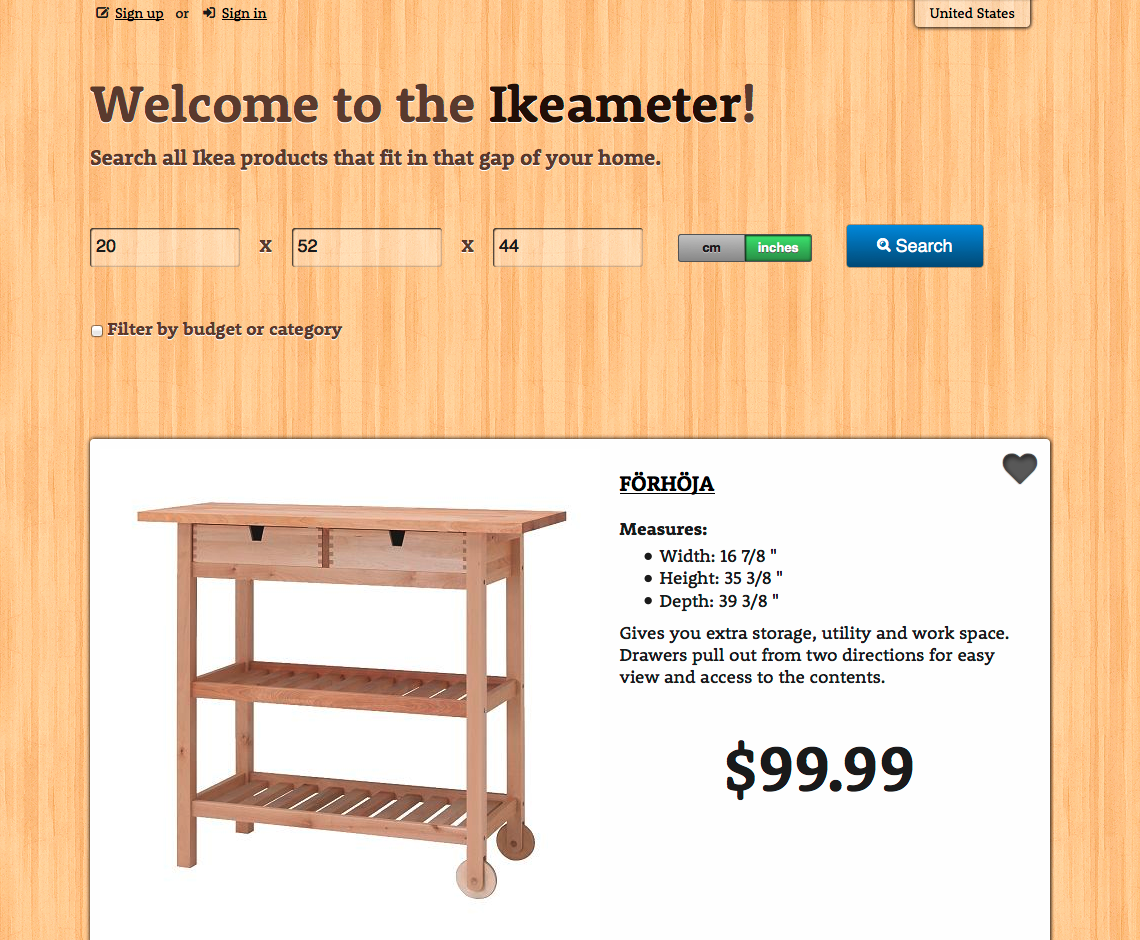 Sign up or Sign in
United States
Welcome to the Ikeameter!
Search all Ikea products that fit in that gap of your home.
20 x 52 x 44 cm inches Search
Filter by budget or category
FÖRHÖJA
Measures:
• Width: 16 7/8 "
• Height: 35 3/8 "
• Depth: 39 3/8 "
Gives you extra storage, utility and work space.
Drawers pull out from two directions for easy
view and access to the contents.
$99.99